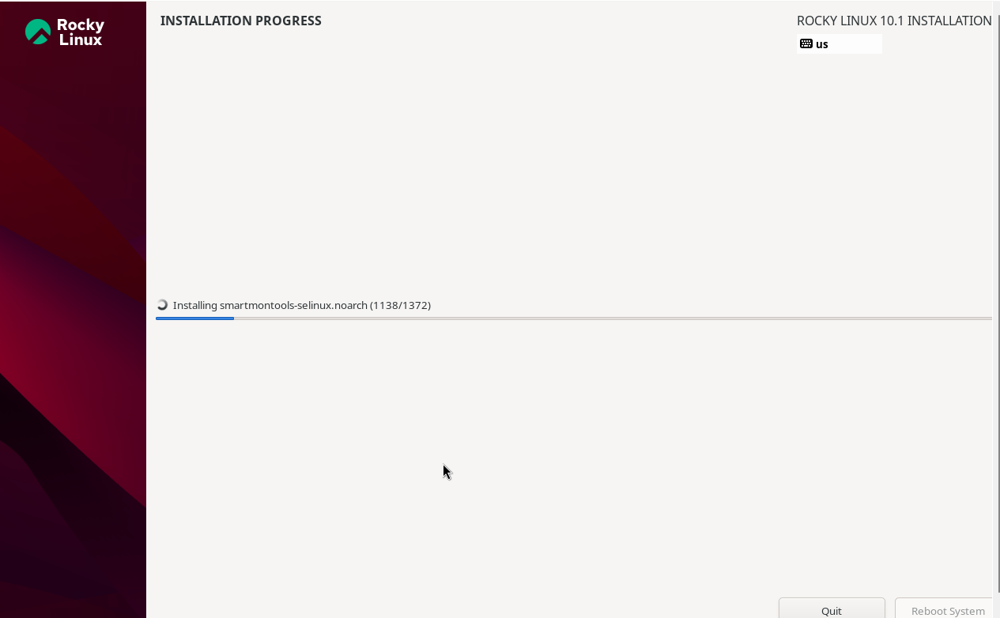 Rocky
Linux
INSTALLATION PROGRESS
ROCKY LINUX 10.1 INSTALLATION
us
Installing smartmontools-selinux.noarch (1138/1372)
Quit
Reboot System